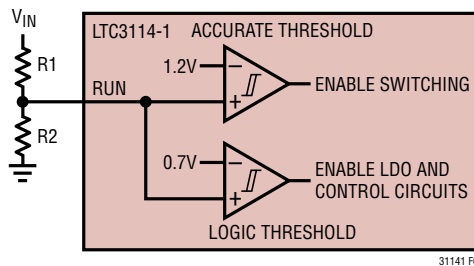 VIN
R1
R2
LTC3114-1
ACCURATE THRESHOLD
1.2V
–
+
ENABLE SWITCHING
RUN
0.7V
–
+
ENABLE LDO AND
CONTROL CIRCUITS
LOGIC THRESHOLD